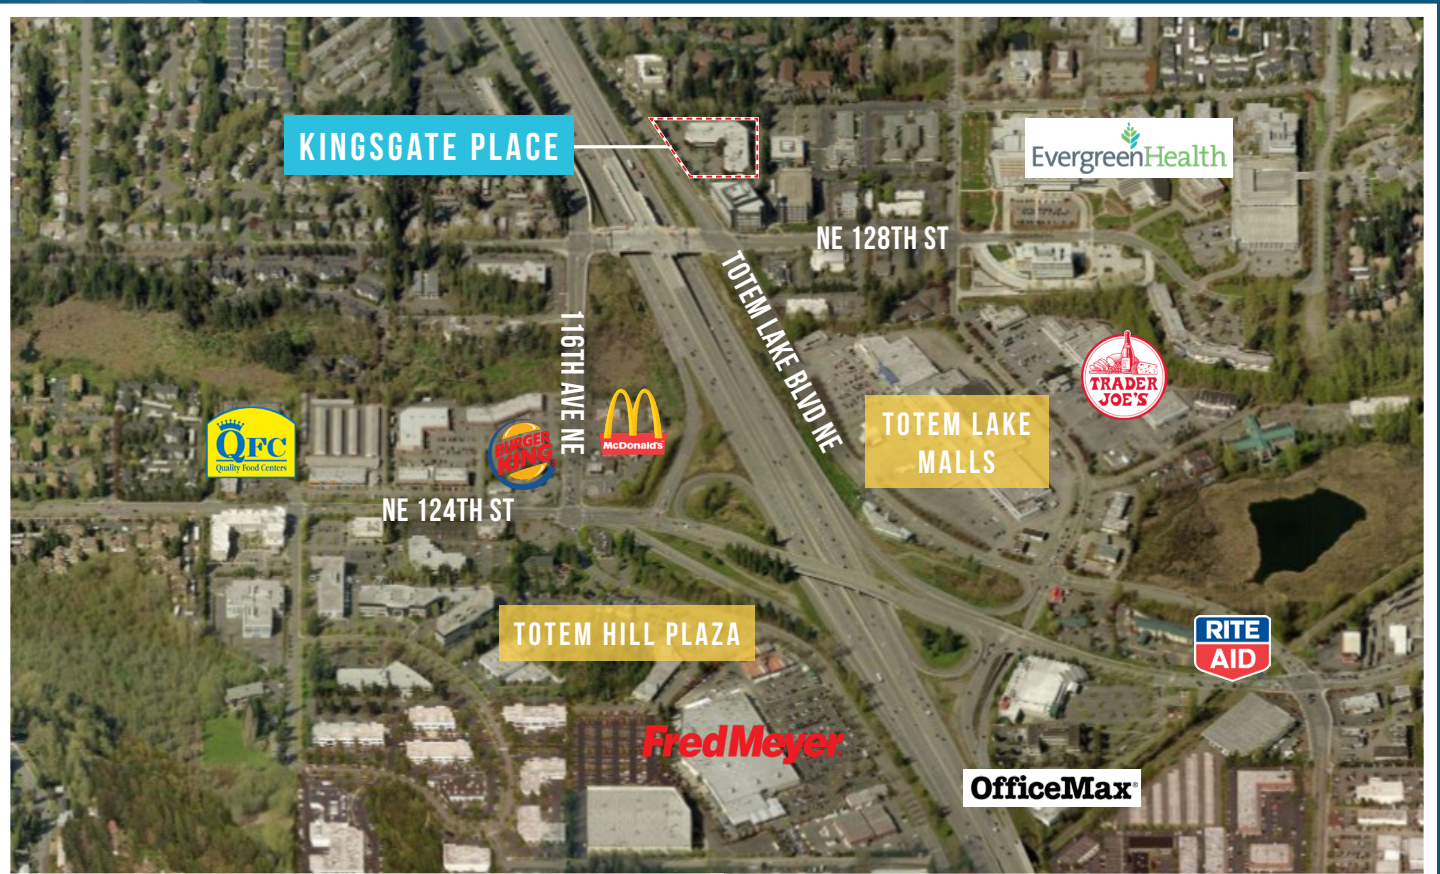 KINGSGATE PLACE
EvergreenHealth
NE 128TH ST
TOTEM LAKE BLVD NE
116TH AVE NE
TRADER
JOE'S
McDonald's
TOTEM LAKE
MALLS
QFC
Quality Food Centers
BURGER
KING
NE 124TH ST
TOTEM HILL PLAZA
RITE
AID
FredMeyer
OfficeMax®